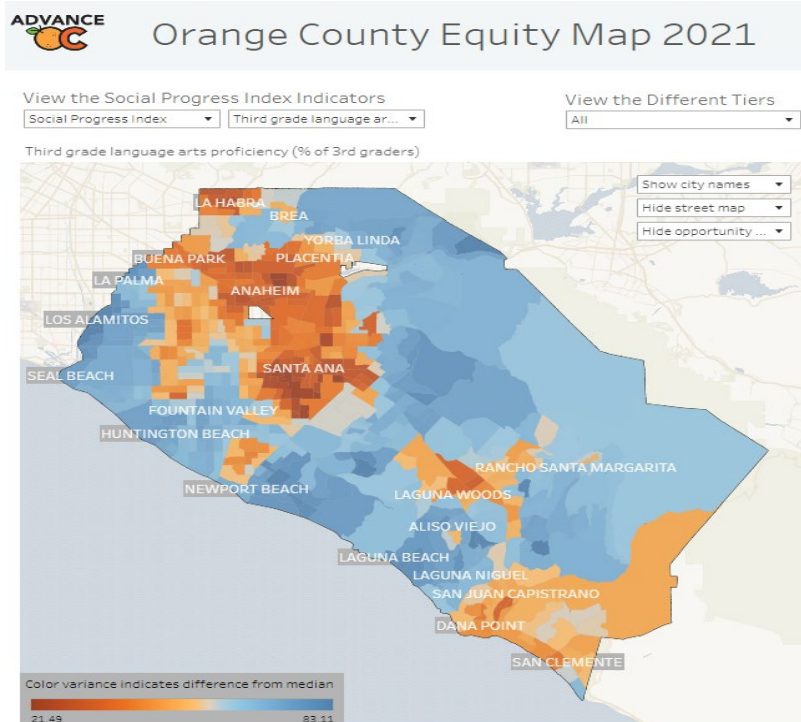 ADVANCE
OC
Orange County Equity Map 2021
View the Social Progress Index Indicators
View the Different Tiers
Social Progress Index
Third grade language ar...
All
Third grade language arts proficiency (% of 3rd graders)
Show city names
Hide street map
Hide opportunity ...
LA HABRA
BREA
YORBA LINDA
BUENA PARK
PLACENTIA
LA PALMA
ANAHEIM
LOS ALAMITOS
SANTA ANA
SEAL BEACH
FOUNTAIN VALLEY
HUNTINGTON BEACH
RANCHO SANTA MARGARITA
NEWPORT BEACH
LAGUNA WOODS
ALISO VIEJO
LAGUNA BEACH
LAGUNA NIGUEL
SAN JUAN CAPISTRANO
DANA POINT
SAN CLEMENTE
Color variance indicates difference from median
21.49
83.11